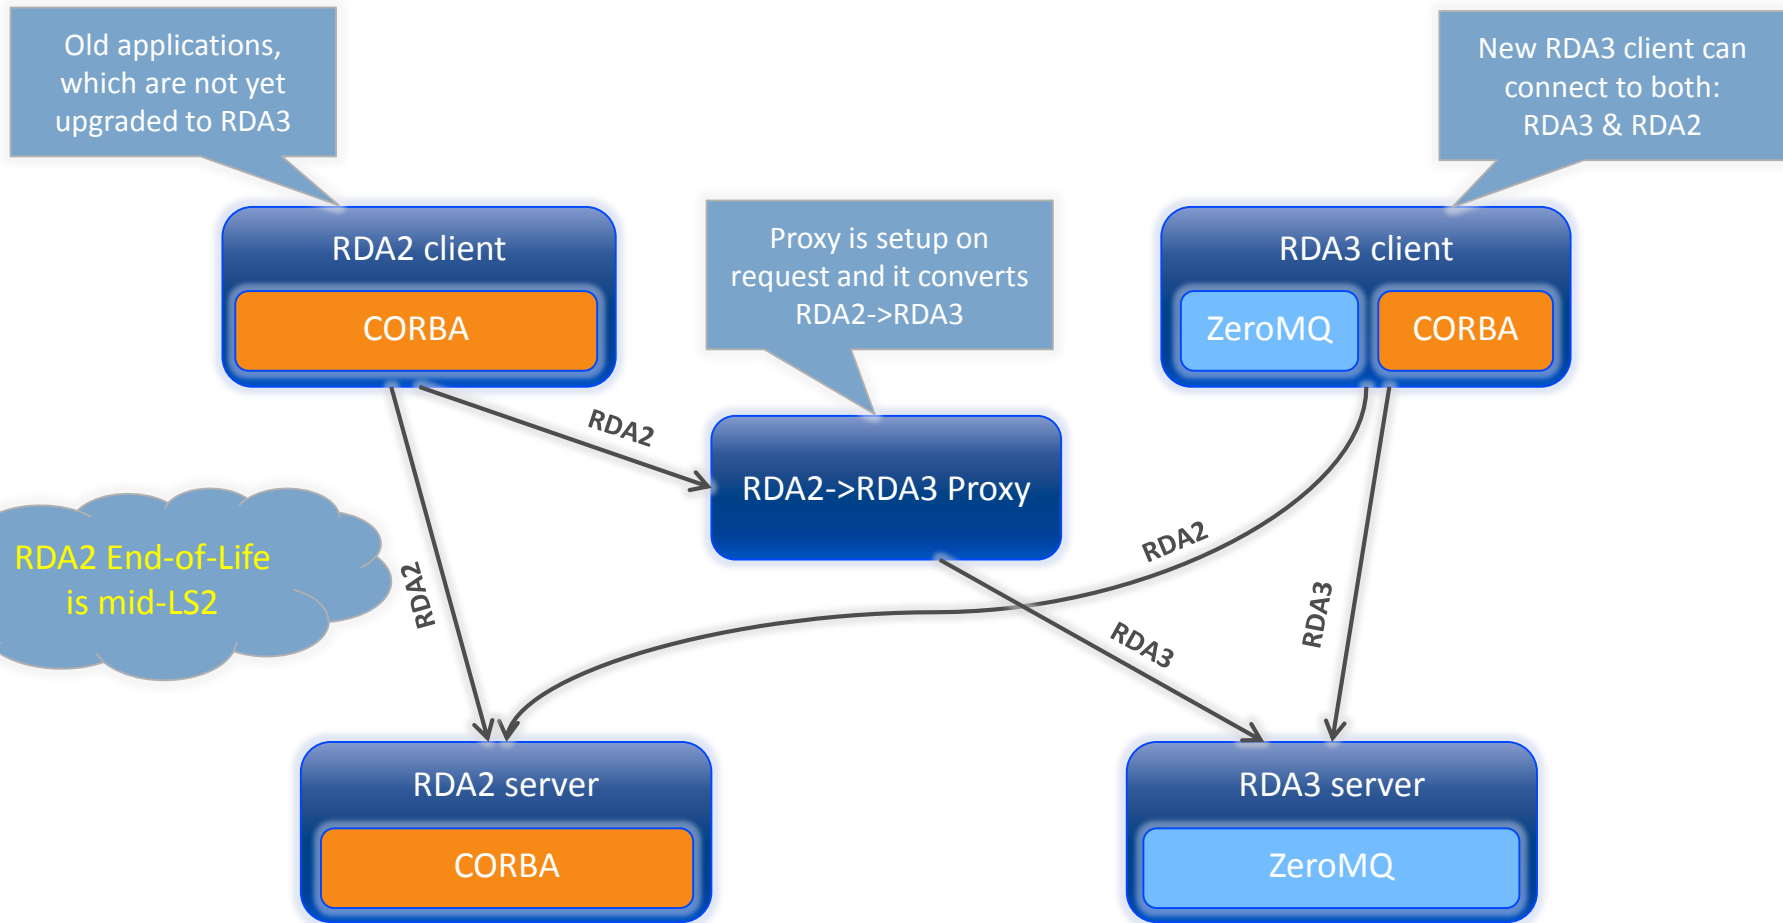 Old applications,
which are not yet
upgraded to RDA3
New RDA3 client can
connect to both:
RDA3 & RDA2
RDA2 client
CORBA
Proxy is setup on
request and it converts
RDA2->RDA3
RDA3 client
ZeroMQ
CORBA
RDA2
RDA2->RDA3 Proxy
RDA2
RDA2 End-of-Life
is mid-LS2
RDA2
RDA3
RDA3
RDA2 server
CORBA
RDA3 server
ZeroMQ